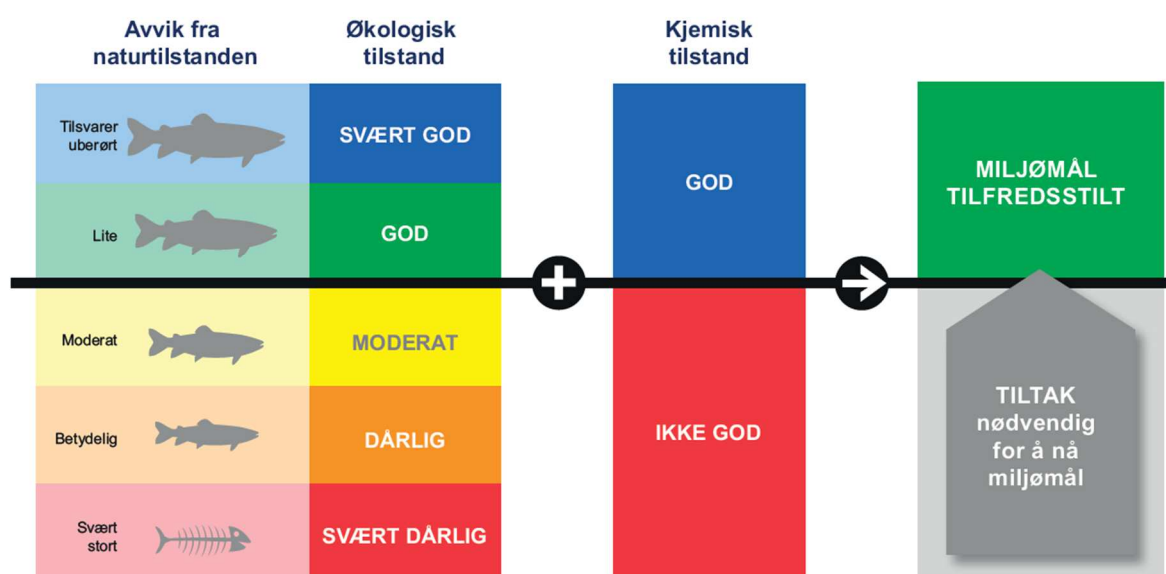 Avvik fra
naturtilstanden
Økologisk
tilstand
Kjemisk
tilstand
Tilsvarer
uberørt
SVÆRT GOD
Lite
GOD
GOD
MILJØMÅL
TILFREDSSTILT
Moderat
MODERAT
Betydelig
DÅRLIG
IKKE GOD
TILTAK
nødvendig
for å nå
miljømål
Svært
stort
SVÆRT DÅRLIG